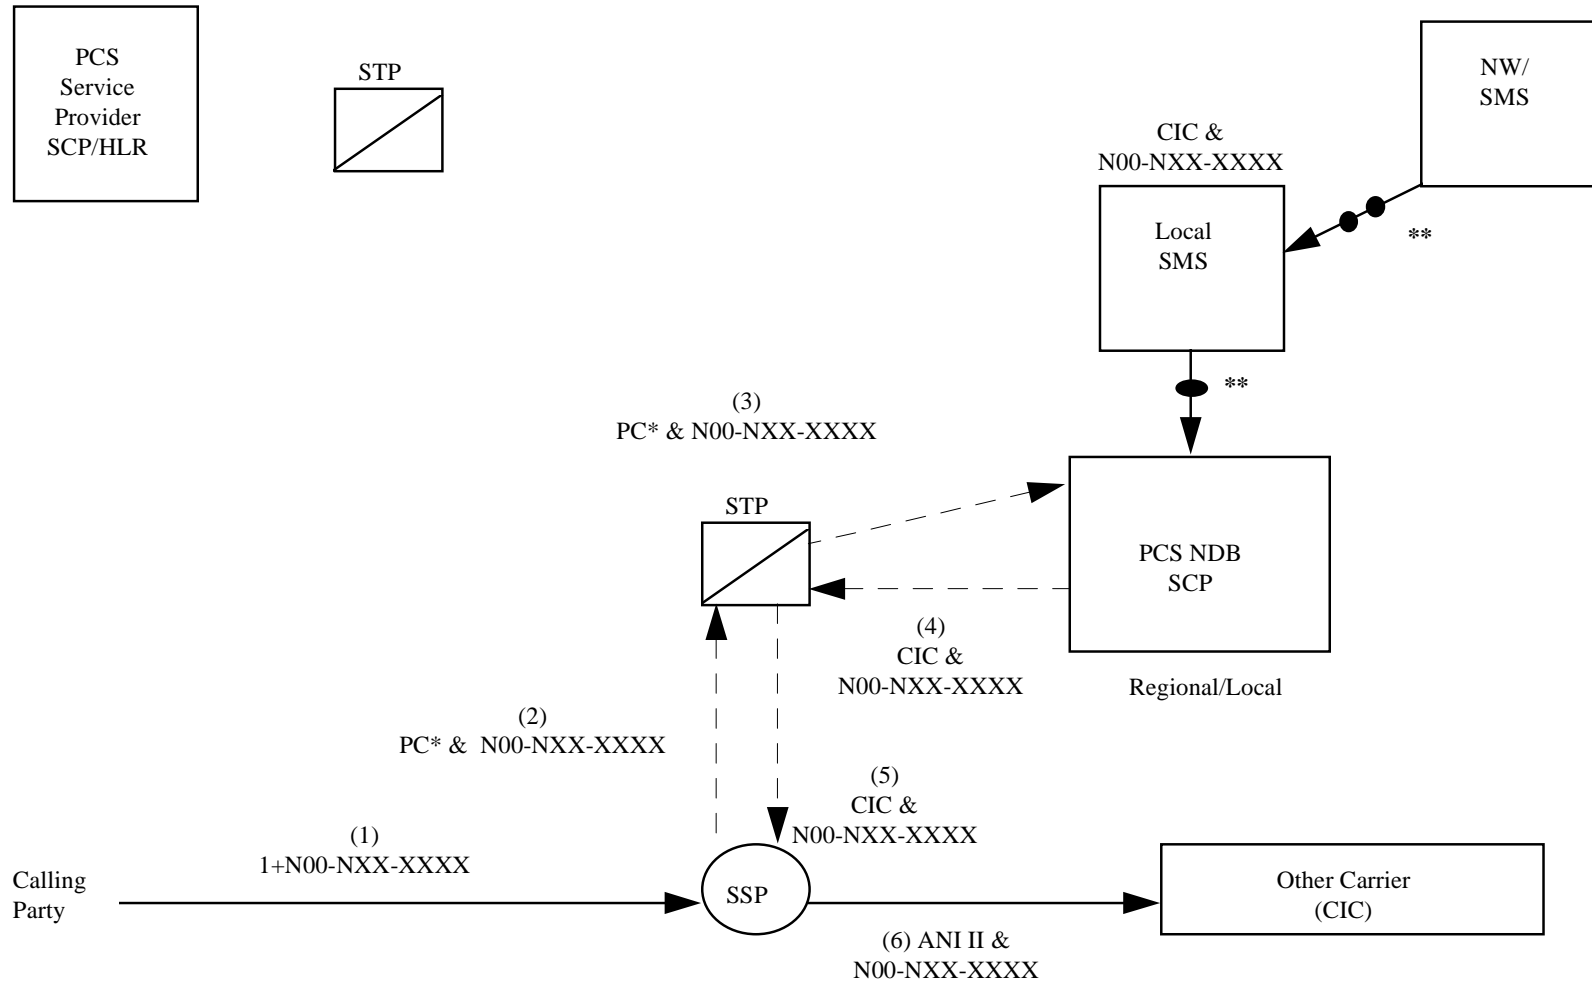 PCS
Service
Provider
SCP/HLR
STP
NW/
SMS
CIC &
N00-NXX-XXXX
Local
SMS
**
**
(3)
PC* & N00-NXX-XXXX
STP
PCS NDB
SCP
(4)
CIC &
N00-NXX-XXXX
Regional/Local
(2)
PC* & N00-NXX-XXXX
(5)
CIC &
N00-NXX-XXXX
(1)
1+N00-NXX-XXXX
Calling
Party
SSP
Other Carrier
(CIC)
(6) ANI II &
N00-NXX-XXXX